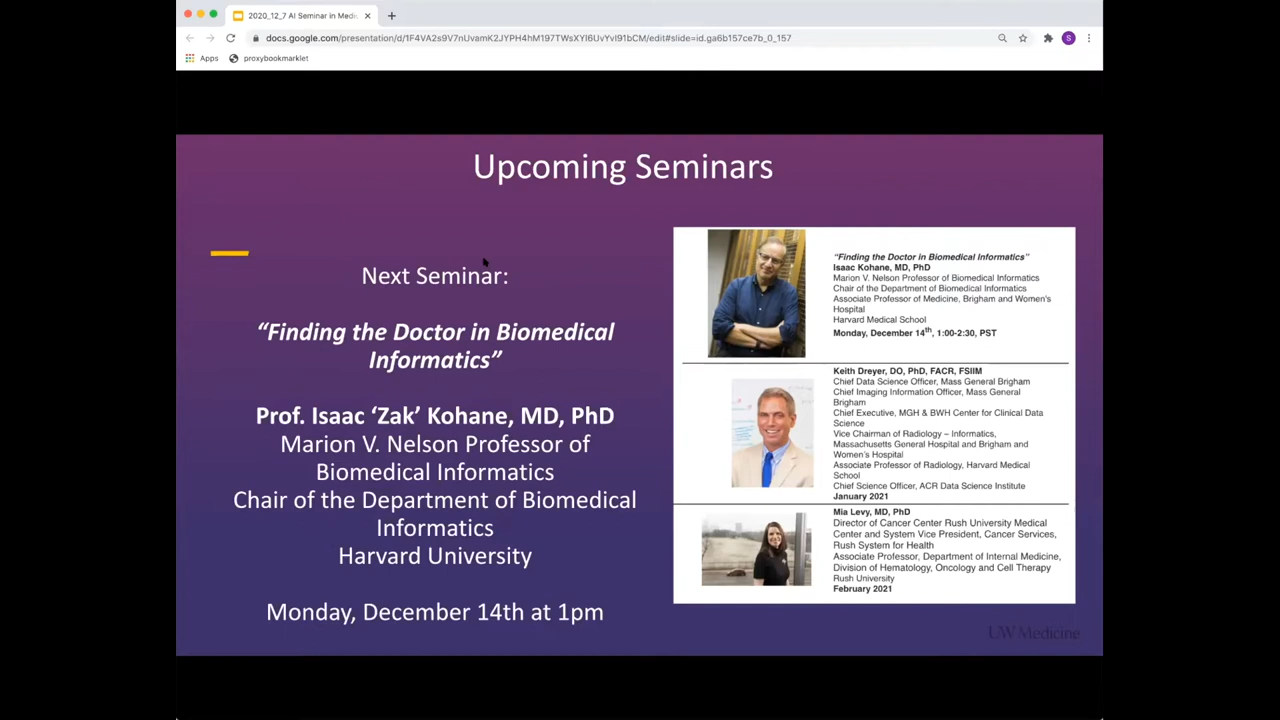 2020_12_7 AI Seminar in Medic
docs.google.com/presentation/d/1F4VA2s9V7nUvamK2JYPH4hM197TWsXYI6UvYvl91bCM/edit#slide=id.ga6b157ce7b_0_157
S
Apps
proxybookmarklet
Upcoming Seminars
Next Seminar:
“Finding the Doctor in Biomedical
Informatics”
Prof. Isaac ‘Zak’ Kohane, MD, PhD
Marion V. Nelson Professor of
Biomedical Informatics
Chair of the Department of Biomedical
Informatics
Harvard University
Monday, December 14th at 1pm
“Finding the Doctor in Biomedical Informatics”
Isaac Kohane, MD, PhD
Marion V. Nelson Professor of Biomedical Informatics
Chair of the Department of Biomedical Informatics
Associate Professor of Medicine, Brigham and Women's
Hospital
Harvard Medical School
Monday, December 14th, 1:00-2:30, PST
Keith Dreyer, DO, PhD, FACR, FSIIM
Chief Data Science Officer, Mass General Brigham
Chief Imaging Information Officer, Mass General
Brigham
Chief Executive, MGH & BWH Center for Clinical Data
Science
Vice Chairman of Radiology – Informatics,
Massachusetts General Hospital and Brigham and
Women’s Hospital
Associate Professor of Radiology, Harvard Medical
School
Chief Science Officer, ACR Data Science Institute
January 2021
Mia Levy, MD, PhD
Director of Cancer Center Rush University Medical
Center and System Vice President, Cancer Services,
Rush System for Health
Associate Professor, Department of Internal Medicine,
Division of Hematology, Oncology and Cell Therapy
Rush University
February 2021
UW Medicine